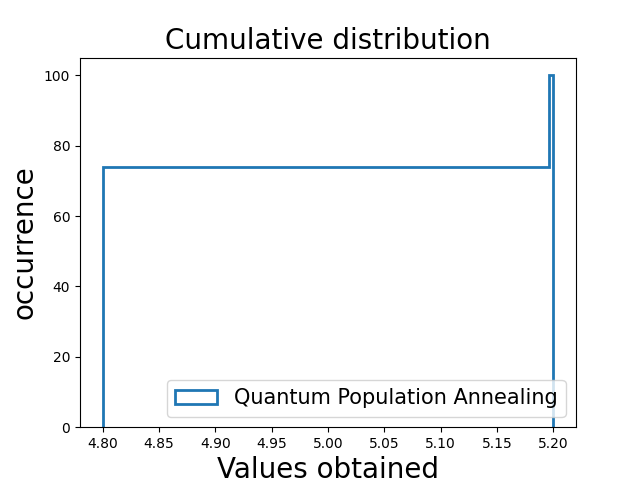 Cumulative distribution
occurrence
100
80
60
40
20
0
Quantum Population Annealing
4.80 4.85 4.90 4.95 5.00 5.05 5.10 5.15 5.20
Values obtained